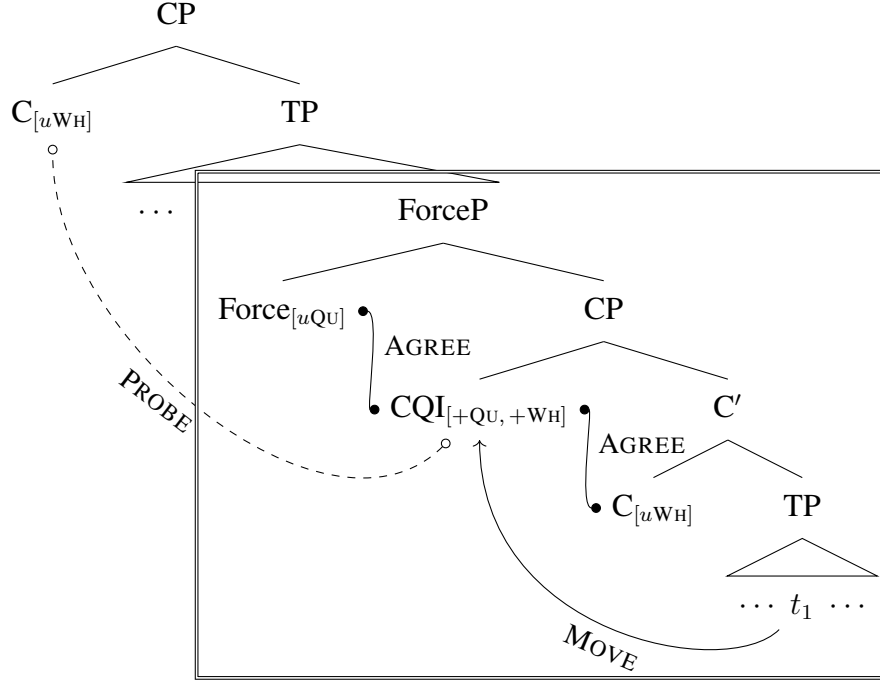 CP
C[uWH] TP
··· ForceP
Force[uQU] CP
AGREE
PROBE CQI[+QU, +WH] C′
AGREE
C[uWH] TP
··· t1 ···
MOVE